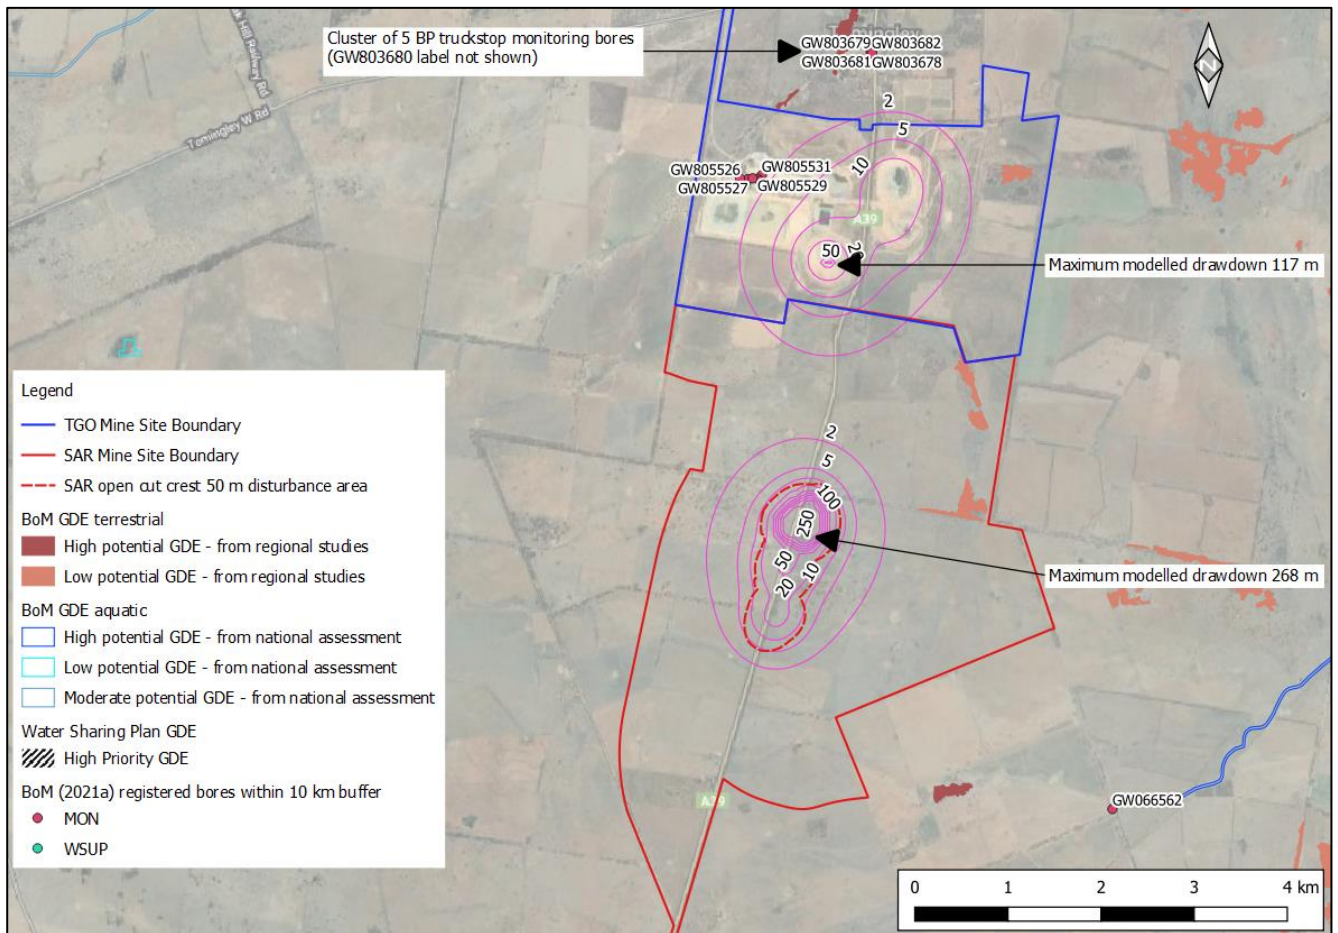 Cluster of 5 BP truckstop monitoring bores
(GW803680 label not shown)
Tomingley
GW803679
GW803682
GW803681
GW803678
N
Tomingley W Rd
Hill Railway Rd
2
5
10
GW805526
GW805531
GW805527
GW805529
A39
50
20
Maximum modelled drawdown 117 m
2
5
100
250
50
10
20
Maximum modelled drawdown 268 m
Legend
TGO Mine Site Boundary
SAR Mine Site Boundary
SAR open cut crest 50 m disturbance area
BoM GDE terrestrial
High potential GDE - from regional studies
Low potential GDE - from regional studies
BoM GDE aquatic
High potential GDE - from national assessment
Low potential GDE - from national assessment
Moderate potential GDE - from national assessment
Water Sharing Plan GDE
High Priority GDE
BoM (2021a) registered bores within 10 km buffer
MON
WSUP
A39
GW066562
0 1 2 3 4 km